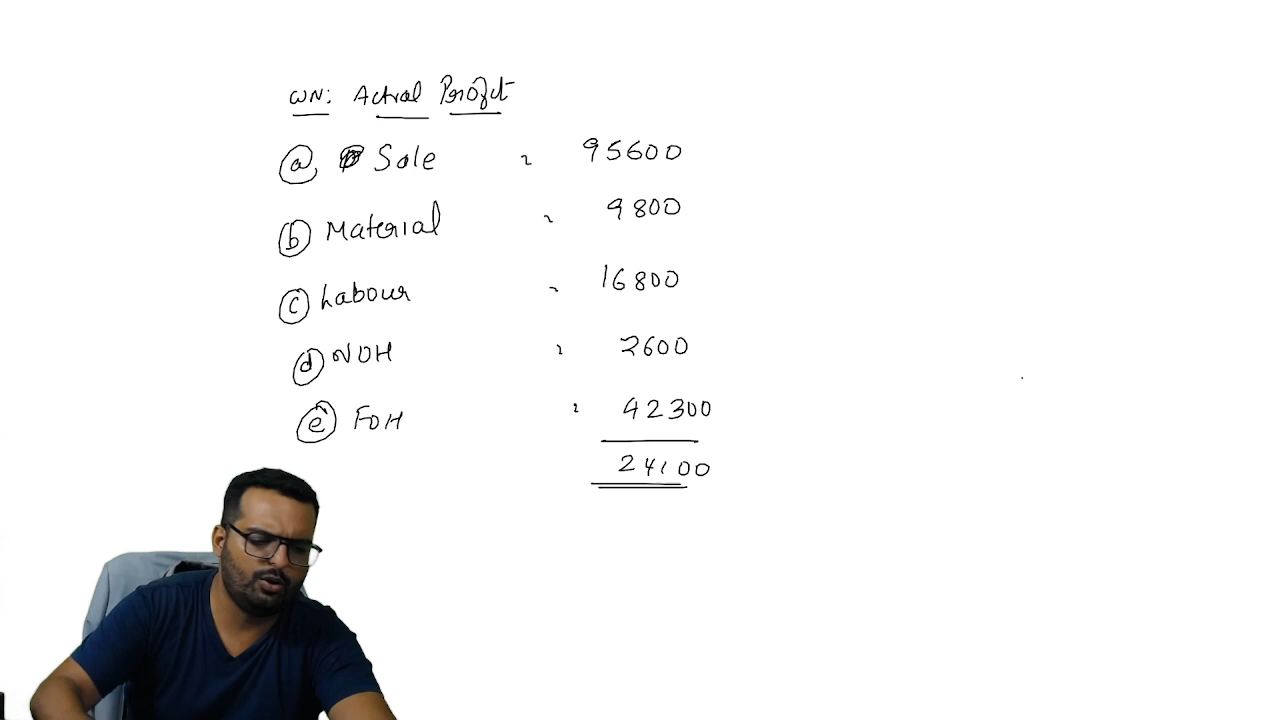 WN: Actual Profit
(a) Sale = 95600
(b) Material = 9800
(c) Labour = 16800
(d) VOH = 2600
(e) FOH = 42300
24100